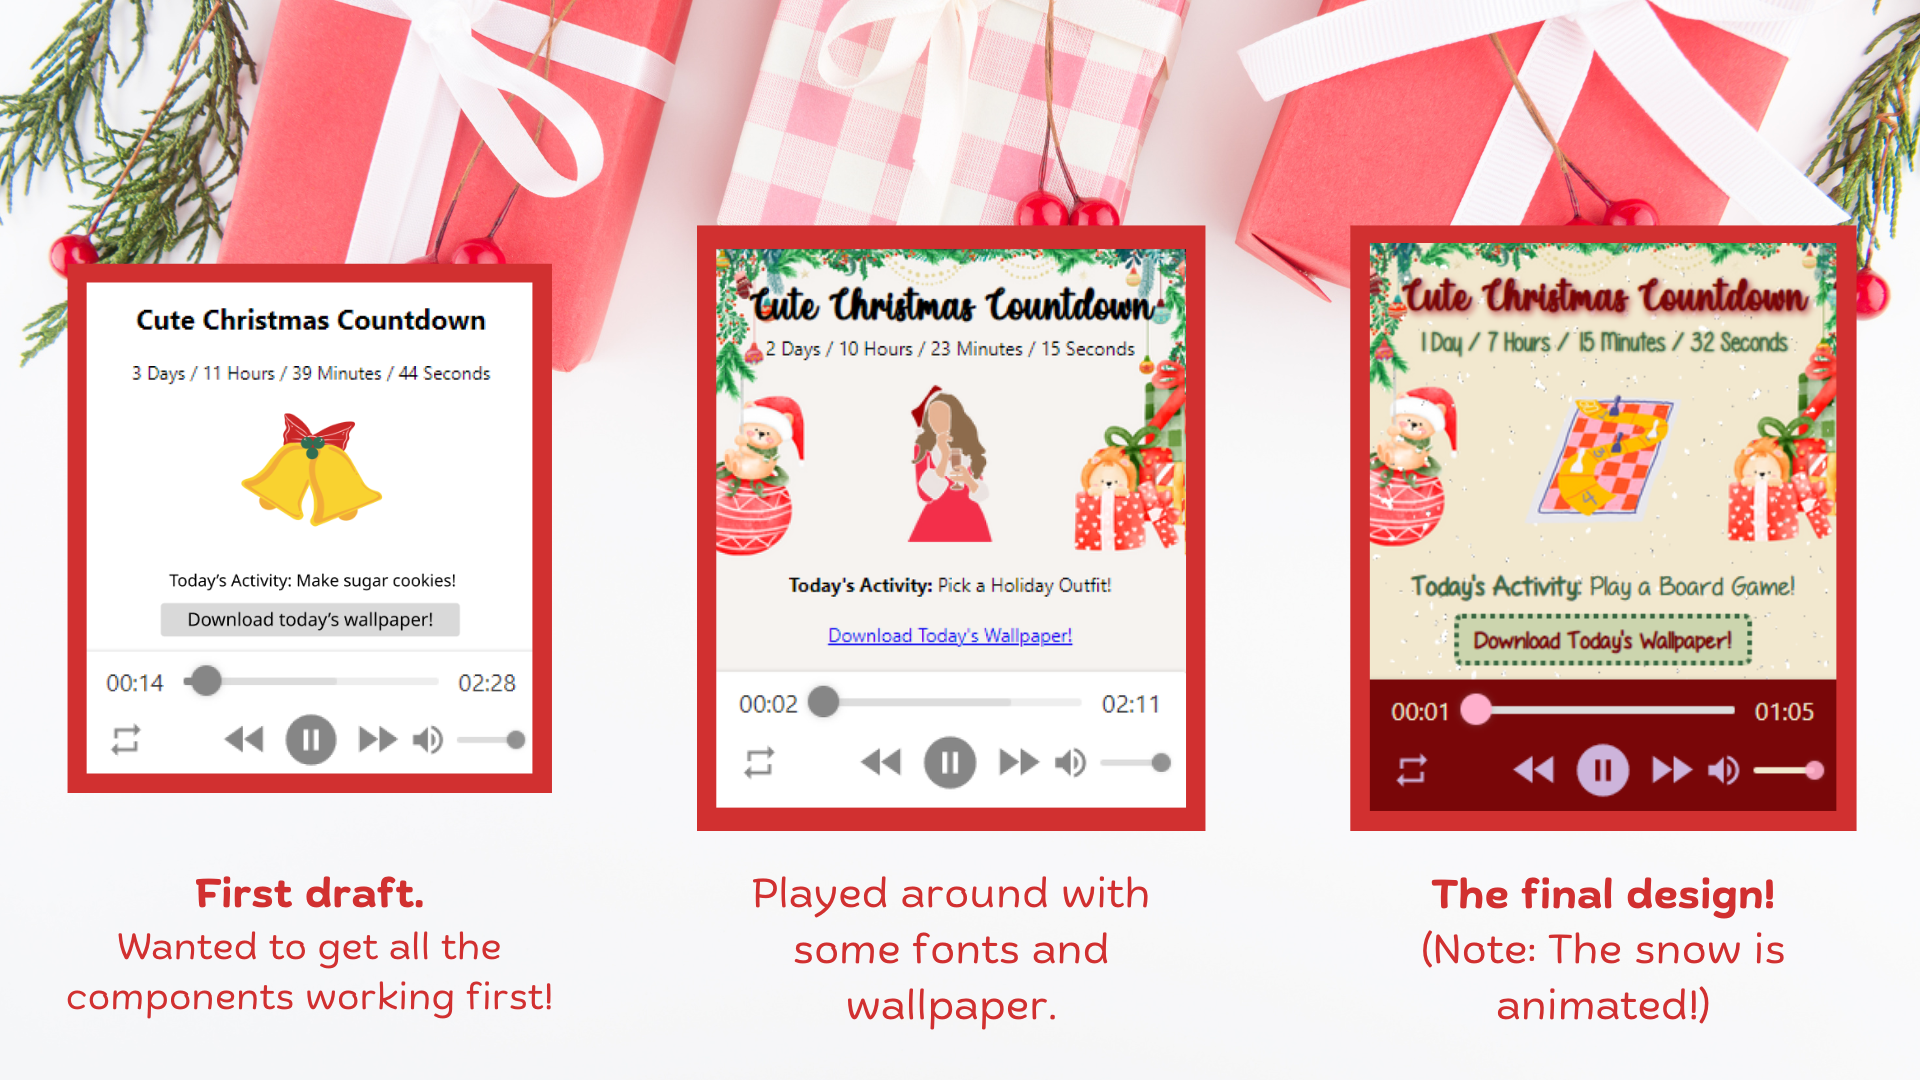 Cute Christmas Countdown
3 Days / 11 Hours / 39 Minutes / 44 Seconds
Today's Activity: Make sugar cookies!
Download today's wallpaper!
00:14
02:28
First draft.
Wanted to get all the
components working first!
Cute Christmas Countdown
2 Days / 10 Hours / 23 Minutes / 15 Seconds
Today's Activity: Pick a Holiday Outfit!
Download Today's Wallpaper!
00:02
02:11
Played around with
some fonts and
wallpaper.
Cute Christmas Countdown
1 Day / 7 Hours / 15 Minutes / 32 Seconds
4
Today's Activity: Play a Board Game!
Download Today's Wallpaper!
00:01
01:05
The final design!
(Note: The snow is
animated!)